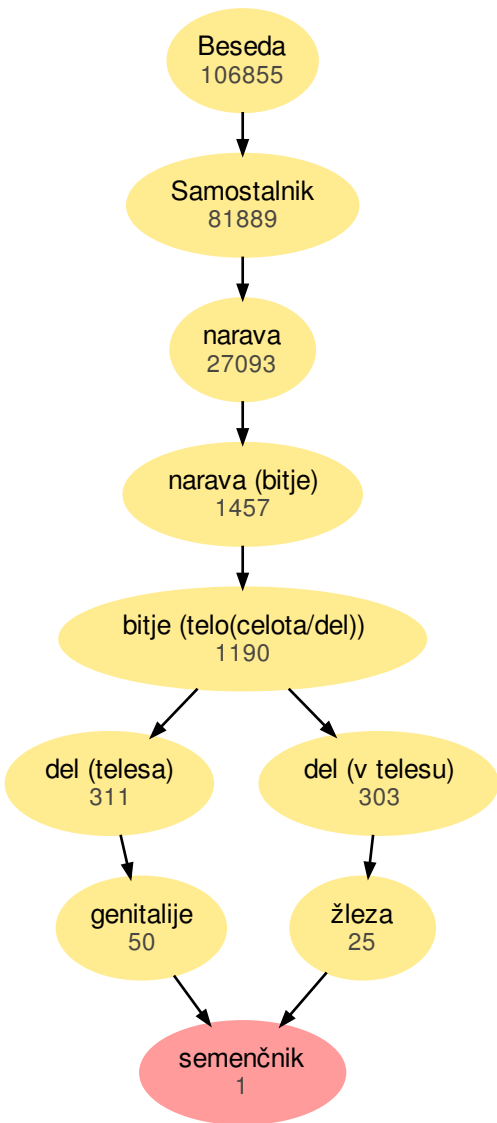 Beseda
106855
Samostalnik
81889
narava
27093
narava (bitje)
1457
bitje (telo(celota/del))
1190
del (telesa)
311
del (v telesu)
303
genitalije
50
žleza
25
semenčnik
1